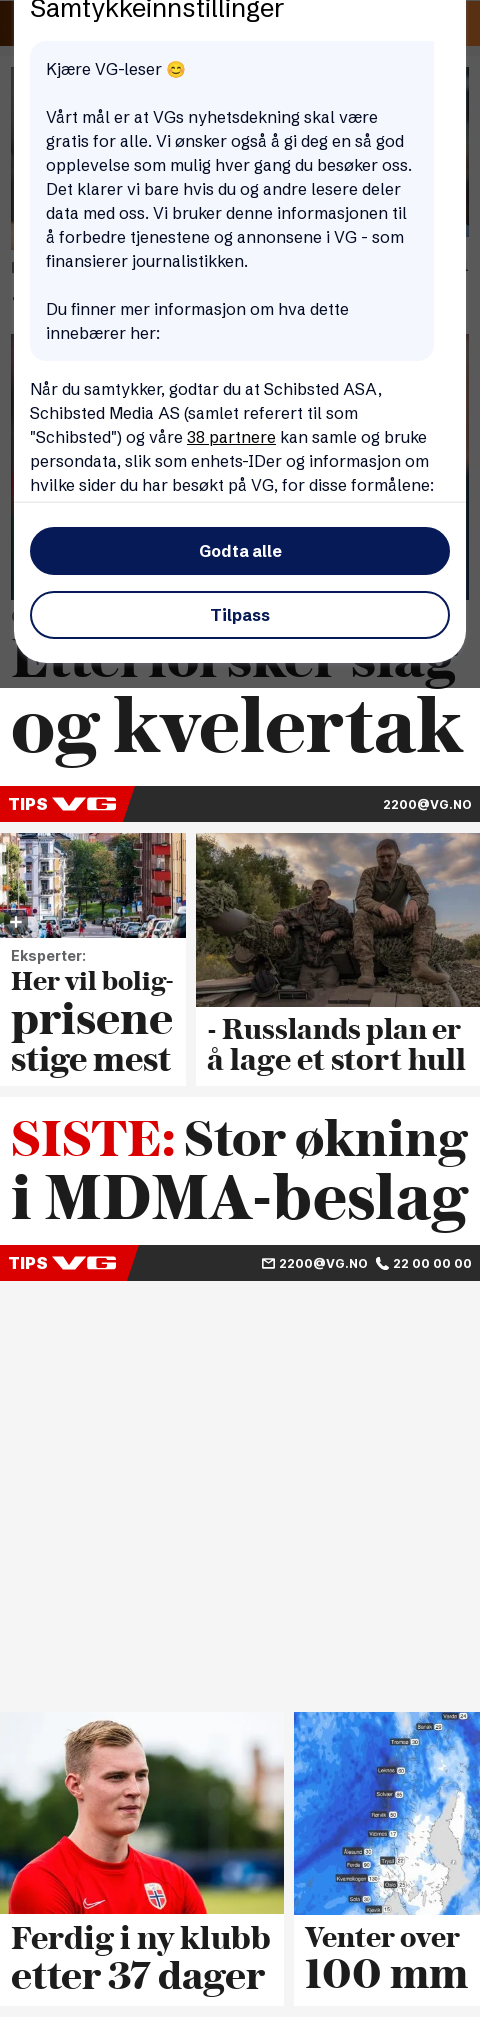 Samtykkeinnstillinger
Kjære VG-leser 😊
Vårt mål er at VGs nyhetsdekning skal være
gratis for alle. Vi ønsker også å gi deg en så god
opplevelse som mulig hver gang du besøker oss.
Det klarer vi bare hvis du og andre lesere deler
data med oss. Vi bruker denne informasjonen til
å forbedre tjenestene og annonsene i VG - som
finansierer journalistikken.
Du finner mer informasjon om hva dette
innebærer her:
Når du samtykker, godtar du at Schibsted ASA,
Schibsted Media AS (samlet referert til som
"Schibsted") og våre 38 partnere kan samle og bruke
persondata, slik som enhets-IDer og informasjon om
hvilke sider du har besøkt på VG, for disse formålene:
Godta alle
Tilpass
Etterforsker slag
og kvelertak
TIPS VG
2200@VG.NO
Eksperter:
Her vil bolig-
prisene
stige mest
- Russlands plan er
å lage et stort hull
SISTE: Stor økning
i MDMA-beslag
TIPS VG
2200@VG.NO 22 00 00 00
Ferdig i ny klubb
etter 37 dager
Tromsø
Venter over
100 mm